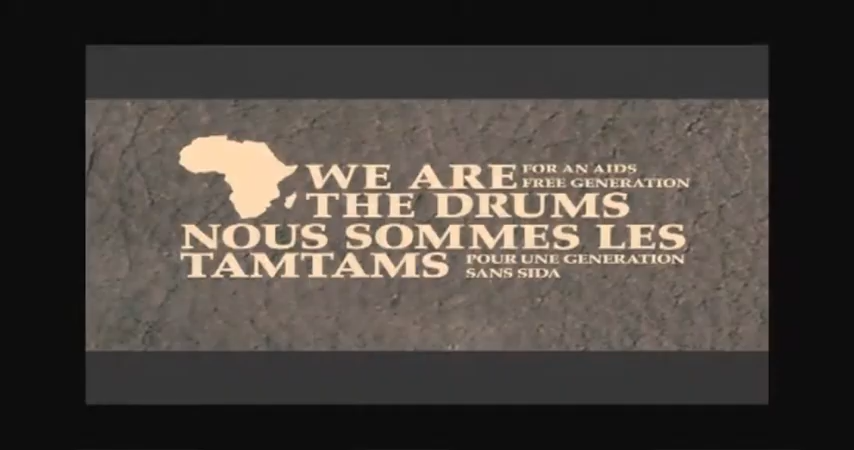 WE ARE FOR AN AIDS
FREE GENERATION
THE DRUMS
NOUS SOMMES LES
TAMTAMS POUR UNE GENERATION
SANS SIDA